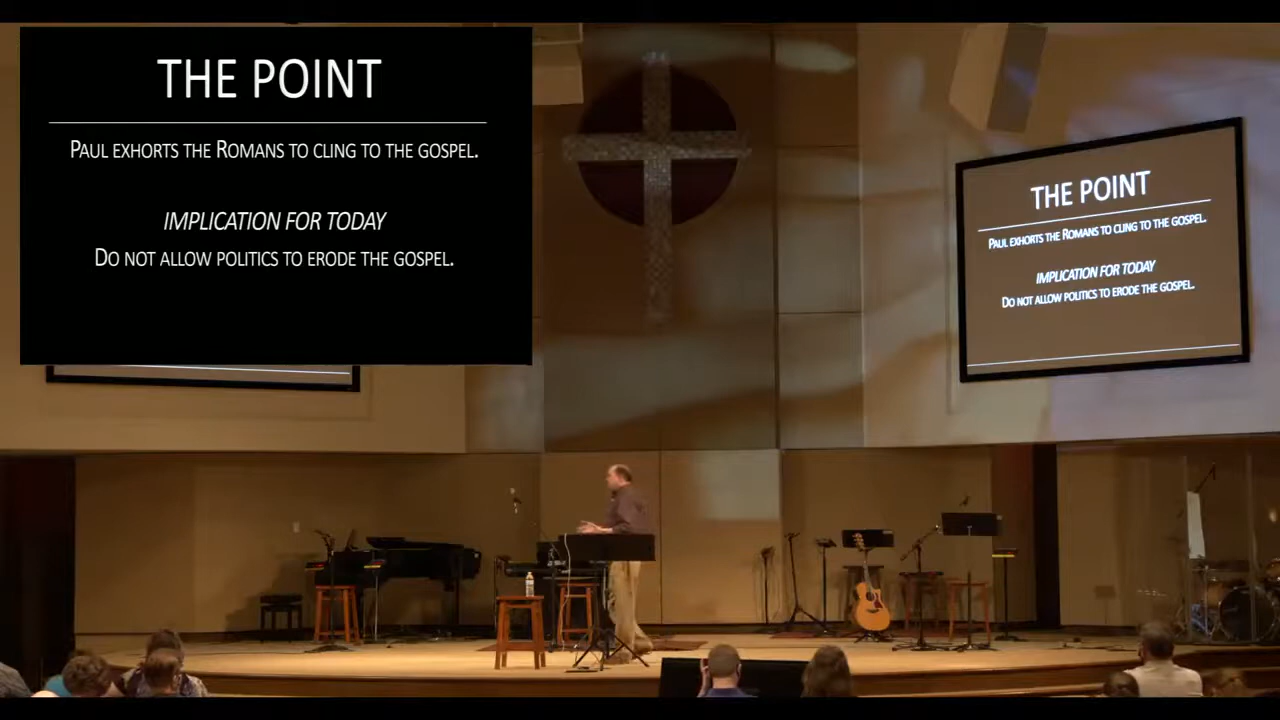 THE POINT
PAUL EXHORTS THE ROMANS TO CLING TO THE GOSPEL.
IMPLICATION FOR TODAY
DO NOT ALLOW POLITICS TO ERODE THE GOSPEL.
THE POINT
PAUL EXHORTS THE ROMANS TO CLING TO THE GOSPEL.
IMPLICATION FOR TODAY
DO NOT ALLOW POLITICS TO ERODE THE GOSPEL.